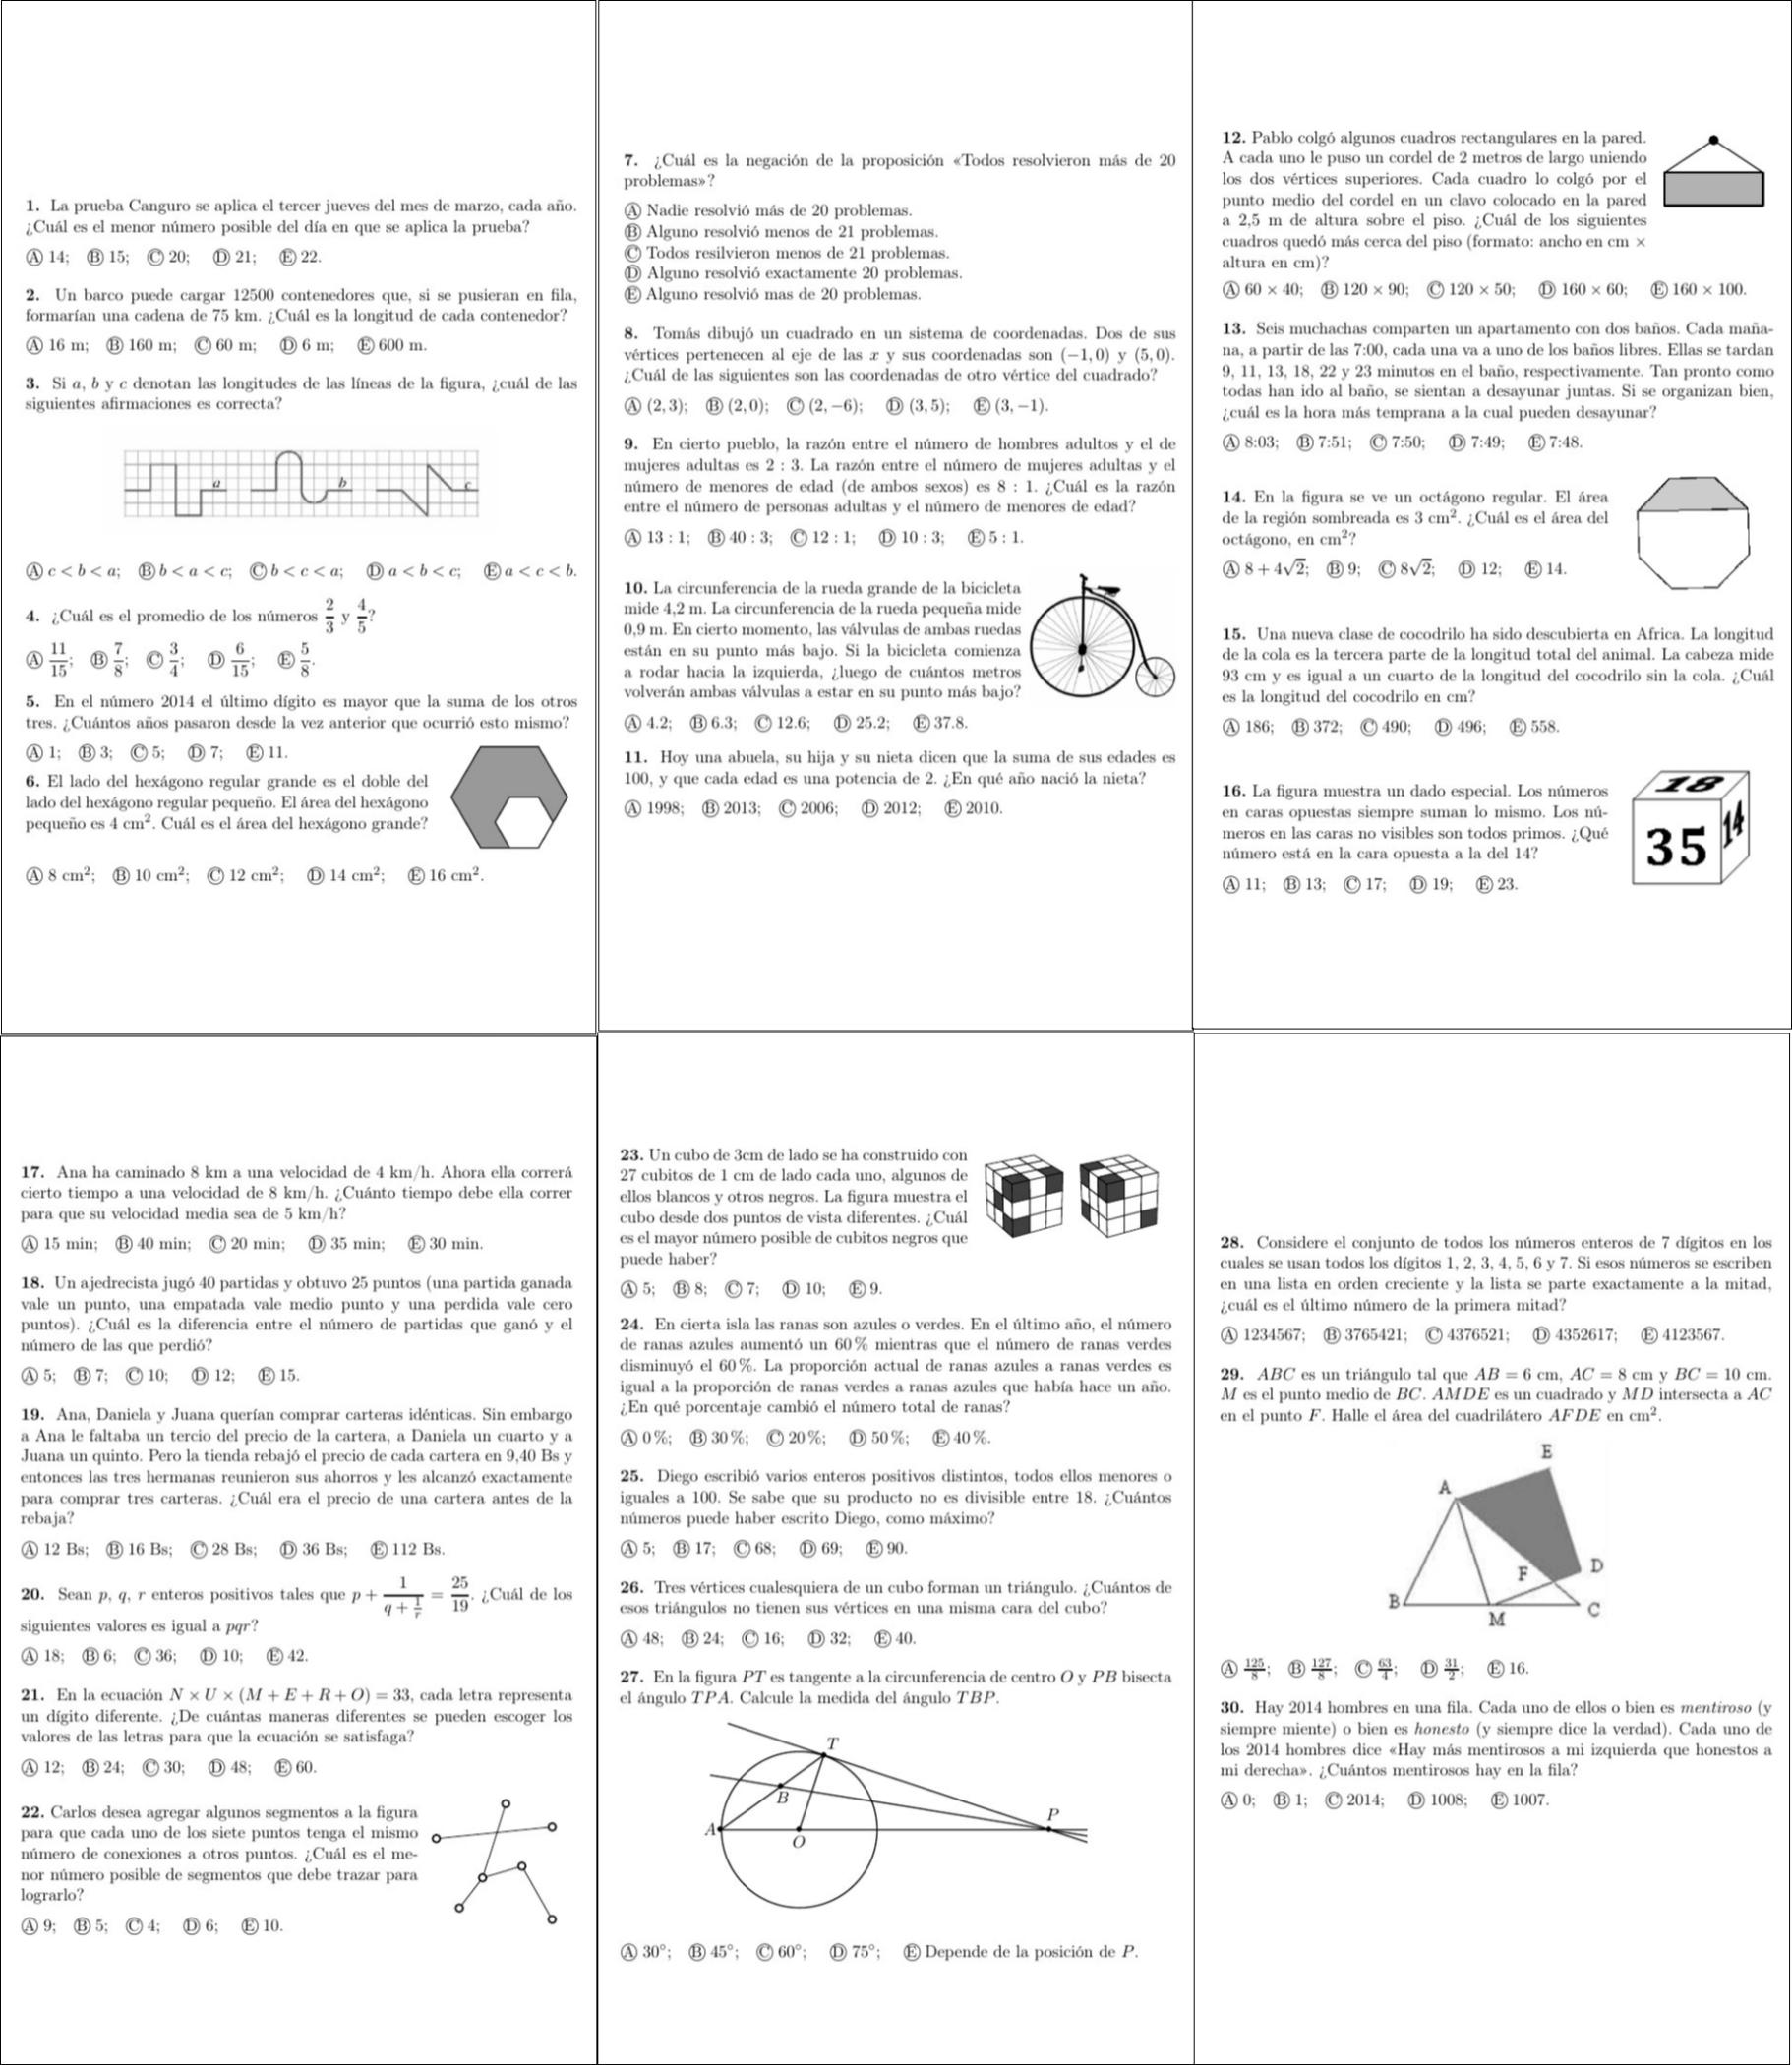 1. La prueba Canguro se aplica el tercer jueves del mes de marzo, cada año.
¿Cuál es el menor número posible del día en que se aplica la prueba?
Ⓐ 14; Ⓑ 15; Ⓒ 20; Ⓓ 21; Ⓔ 22.
2. Un barco puede cargar 12500 contenedores que, si se pusieran en fila,
formarían una cadena de 75 km. ¿Cuál es la longitud de cada contenedor?
Ⓐ 16 m; Ⓑ 160 m; Ⓒ 60 m; Ⓓ 6 m; Ⓔ 600 m.
3. Si a, b y c denotan las longitudes de las líneas de la figura, ¿cuál de las
siguientes afirmaciones es correcta?
a b c
Ⓐ c < b < a; Ⓑ b < a < c; Ⓒ b < c < a; Ⓓ a < b < c; Ⓔ a < c < b.
4. ¿Cuál es el promedio de los números 2/3 y 4/5?
Ⓐ 11/15; Ⓑ 7/8; Ⓒ 3/4; Ⓓ 6/15; Ⓔ 5/8.
5. En el número 2014 el último dígito es mayor que la suma de los otros
tres. ¿Cuántos años pasaron desde la vez anterior que ocurrió esto mismo?
Ⓐ 1; Ⓑ 3; Ⓒ 5; Ⓓ 7; Ⓔ 11.
6. El lado del hexágono regular grande es el doble del
lado del hexágono regular pequeño. El área del hexágono
pequeño es 4 cm². Cuál es el área del hexágono grande?
Ⓐ 8 cm²; Ⓑ 10 cm²; Ⓒ 12 cm²; Ⓓ 14 cm²; Ⓔ 16 cm².
7. ¿Cuál es la negación de la proposición «Todos resolvieron más de 20
problemas»?
Ⓐ Nadie resolvió más de 20 problemas.
Ⓑ Alguno resolvió menos de 21 problemas.
Ⓒ Todos resilvieron menos de 21 problemas.
Ⓓ Alguno resolvió exactamente 20 problemas.
Ⓔ Alguno resolvió mas de 20 problemas.
8. Tomás dibujó un cuadrado en un sistema de coordenadas. Dos de sus
vértices pertenecen al eje de las x y sus coordenadas son (−1, 0) y (5, 0).
¿Cuál de las siguientes son las coordenadas de otro vértice del cuadrado?
Ⓐ (2, 3); Ⓑ (2, 0); Ⓒ (2, −6); Ⓓ (3, 5); Ⓔ (3, −1).
9. En cierto pueblo, la razón entre el número de hombres adultos y el de
mujeres adultas es 2 : 3. La razón entre el número de mujeres adultas y el
número de menores de edad (de ambos sexos) es 8 : 1. ¿Cuál es la razón
entre el número de personas adultas y el número de menores de edad?
Ⓐ 13 : 1; Ⓑ 40 : 3; Ⓒ 12 : 1; Ⓓ 10 : 3; Ⓔ 5 : 1.
10. La circunferencia de la rueda grande de la bicicleta
mide 4,2 m. La circunferencia de la rueda pequeña mide
0,9 m. En cierto momento, las válvulas de ambas ruedas
están en su punto más bajo. Si la bicicleta comienza
a rodar hacia la izquierda, ¿luego de cuántos metros
volverán ambas válvulas a estar en su punto más bajo?
Ⓐ 4.2; Ⓑ 6.3; Ⓒ 12.6; Ⓓ 25.2; Ⓔ 37.8.
11. Hoy una abuela, su hija y su nieta dicen que la suma de sus edades es
100, y que cada edad es una potencia de 2. ¿En qué año nació la nieta?
Ⓐ 1998; Ⓑ 2013; Ⓒ 2006; Ⓓ 2012; Ⓔ 2010.
12. Pablo colgó algunos cuadros rectangulares en la pared.
A cada uno le puso un cordel de 2 metros de largo uniendo
los dos vértices superiores. Cada cuadro lo colgó por el
punto medio del cordel en un clavo colocado en la pared
a 2,5 m de altura sobre el piso. ¿Cuál de los siguientes
cuadros quedó más cerca del piso (formato: ancho en cm ×
altura en cm)?
Ⓐ 60 × 40; Ⓑ 120 × 90; Ⓒ 120 × 50; Ⓓ 160 × 60; Ⓔ 160 × 100.
13. Seis muchachas comparten un apartamento con dos baños. Cada maña-
na, a partir de las 7:00, cada una va a uno de los baños libres. Ellas se tardan
9, 11, 13, 18, 22 y 23 minutos en el baño, respectivamente. Tan pronto como
todas han ido al baño, se sientan a desayunar juntas. Si se organizan bien,
¿cuál es la hora más temprana a la cual pueden desayunar?
Ⓐ 8:03; Ⓑ 7:51; Ⓒ 7:50; Ⓓ 7:49; Ⓔ 7:48.
14. En la figura se ve un octágono regular. El área
de la región sombreada es 3 cm². ¿Cuál es el área del
octágono, en cm²?
Ⓐ 8 + 4√2; Ⓑ 9; Ⓒ 8√2; Ⓓ 12; Ⓔ 14.
15. Una nueva clase de cocodrilo ha sido descubierta en Africa. La longitud
de la cola es la tercera parte de la longitud total del animal. La cabeza mide
93 cm y es igual a un cuarto de la longitud del cocodrilo sin la cola. ¿Cuál
es la longitud del cocodrilo en cm?
Ⓐ 186; Ⓑ 372; Ⓒ 490; Ⓓ 496; Ⓔ 558.
16. La figura muestra un dado especial. Los números
en caras opuestas siempre suman lo mismo. Los nú-
meros en las caras no visibles son todos primos. ¿Qué
número está en la cara opuesta a la del 14?
Ⓐ 11; Ⓑ 13; Ⓒ 17; Ⓓ 19; Ⓔ 23.
18
35
14
17. Ana ha caminado 8 km a una velocidad de 4 km/h. Ahora ella correrá
cierto tiempo a una velocidad de 8 km/h. ¿Cuánto tiempo debe ella correr
para que su velocidad media sea de 5 km/h?
Ⓐ 15 min; Ⓑ 40 min; Ⓒ 20 min; Ⓓ 35 min; Ⓔ 30 min.
18. Un ajedrecista jugó 40 partidas y obtuvo 25 puntos (una partida ganada
vale un punto, una empatada vale medio punto y una perdida vale cero
puntos). ¿Cuál es la diferencia entre el número de partidas que ganó y el
número de las que perdió?
Ⓐ 5; Ⓑ 7; Ⓒ 10; Ⓓ 12; Ⓔ 15.
19. Ana, Daniela y Juana querían comprar carteras idénticas. Sin embargo
a Ana le faltaba un tercio del precio de la cartera, a Daniela un cuarto y a
Juana un quinto. Pero la tienda rebajó el precio de cada cartera en 9,40 Bs y
entonces las tres hermanas reunieron sus ahorros y les alcanzó exactamente
para comprar tres carteras. ¿Cuál era el precio de una cartera antes de la
rebaja?
Ⓐ 12 Bs; Ⓑ 16 Bs; Ⓒ 28 Bs; Ⓓ 36 Bs; Ⓔ 112 Bs.
20. Sean p, q, r enteros positivos tales que p + 1/(q + 1/r) = 25/19. ¿Cuál de los
siguientes valores es igual a pqr?
Ⓐ 18; Ⓑ 6; Ⓒ 36; Ⓓ 10; Ⓔ 42.
21. En la ecuación N × U × (M + E + R + O) = 33, cada letra representa
un dígito diferente. ¿De cuántas maneras diferentes se pueden escoger los
valores de las letras para que la ecuación se satisfaga?
Ⓐ 12; Ⓑ 24; Ⓒ 30; Ⓓ 48; Ⓔ 60.
22. Carlos desea agregar algunos segmentos a la figura
para que cada uno de los siete puntos tenga el mismo
número de conexiones a otros puntos. ¿Cuál es el me-
nor número posible de segmentos que debe trazar para
lograrlo?
Ⓐ 9; Ⓑ 5; Ⓒ 4; Ⓓ 6; Ⓔ 10.
23. Un cubo de 3cm de lado se ha construido con
27 cubitos de 1 cm de lado cada uno, algunos de
ellos blancos y otros negros. La figura muestra el
cubo desde dos puntos de vista diferentes. ¿Cuál
es el mayor número posible de cubitos negros que
puede haber?
Ⓐ 5; Ⓑ 8; Ⓒ 7; Ⓓ 10; Ⓔ 9.
24. En cierta isla las ranas son azules o verdes. En el último año, el número
de ranas azules aumentó un 60 % mientras que el número de ranas verdes
disminuyó el 60 %. La proporción actual de ranas azules a ranas verdes es
igual a la proporción de ranas verdes a ranas azules que había hace un año.
¿En qué porcentaje cambió el número total de ranas?
Ⓐ 0 %; Ⓑ 30 %; Ⓒ 20 %; Ⓓ 50 %; Ⓔ 40 %.
25. Diego escribió varios enteros positivos distintos, todos ellos menores o
iguales a 100. Se sabe que su producto no es divisible entre 18. ¿Cuántos
números puede haber escrito Diego, como máximo?
Ⓐ 5; Ⓑ 17; Ⓒ 68; Ⓓ 69; Ⓔ 90.
26. Tres vértices cualesquiera de un cubo forman un triángulo. ¿Cuántos de
esos triángulos no tienen sus vértices en una misma cara del cubo?
Ⓐ 48; Ⓑ 24; Ⓒ 16; Ⓓ 32; Ⓔ 40.
27. En la figura PT es tangente a la circunferencia de centro O y PB bisecta
el ángulo TPA. Calcule la medida del ángulo TBP.
T
B
P
A
O
Ⓐ 30°; Ⓑ 45°; Ⓒ 60°; Ⓓ 75°; Ⓔ Depende de la posición de P.
28. Considere el conjunto de todos los números enteros de 7 dígitos en los
cuales se usan todos los dígitos 1, 2, 3, 4, 5, 6 y 7. Si esos números se escriben
en una lista en orden creciente y la lista se parte exactamente a la mitad,
¿cuál es el último número de la primera mitad?
Ⓐ 1234567; Ⓑ 3765421; Ⓒ 4376521; Ⓓ 4352617; Ⓔ 4123567.
29. ABC es un triángulo tal que AB = 6 cm, AC = 8 cm y BC = 10 cm.
M es el punto medio de BC. AMDE es un cuadrado y MD intersecta a AC
en el punto F. Halle el área del cuadrilátero AFDE en cm².
E
A
D
F
B
C
M
Ⓐ 125/8; Ⓑ 127/8; Ⓒ 63/4; Ⓓ 31/2; Ⓔ 16.
30. Hay 2014 hombres en una fila. Cada uno de ellos o bien es mentiroso (y
siempre miente) o bien es honesto (y siempre dice la verdad). Cada uno de
los 2014 hombres dice «Hay más mentirosos a mi izquierda que honestos a
mi derecha». ¿Cuántos mentirosos hay en la fila?
Ⓐ 0; Ⓑ 1; Ⓒ 2014; Ⓓ 1008; Ⓔ 1007.